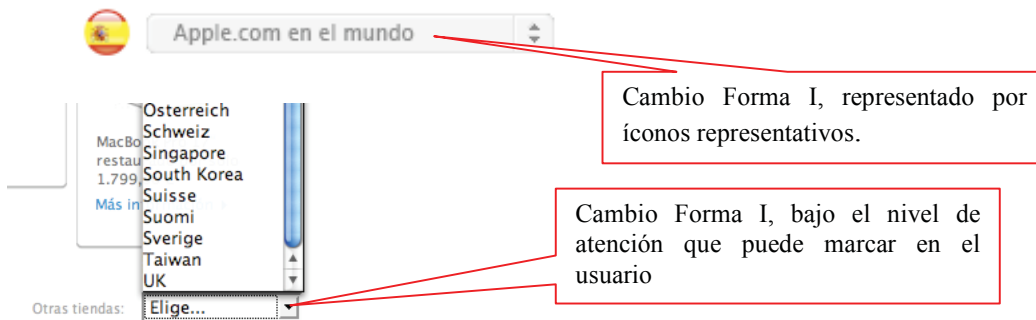 Apple.com en el mundo
Cambio Forma I, representado por
íconos representativos.
Österreich
Schweiz
Singapore
South Korea
Suisse
Suomi
Sverige
Taiwan
UK
MacBo
restau
1.799,
Más in
Cambio Forma I, bajo el nivel de
atención que puede marcar en el
usuario
Otras tiendas: Elige...